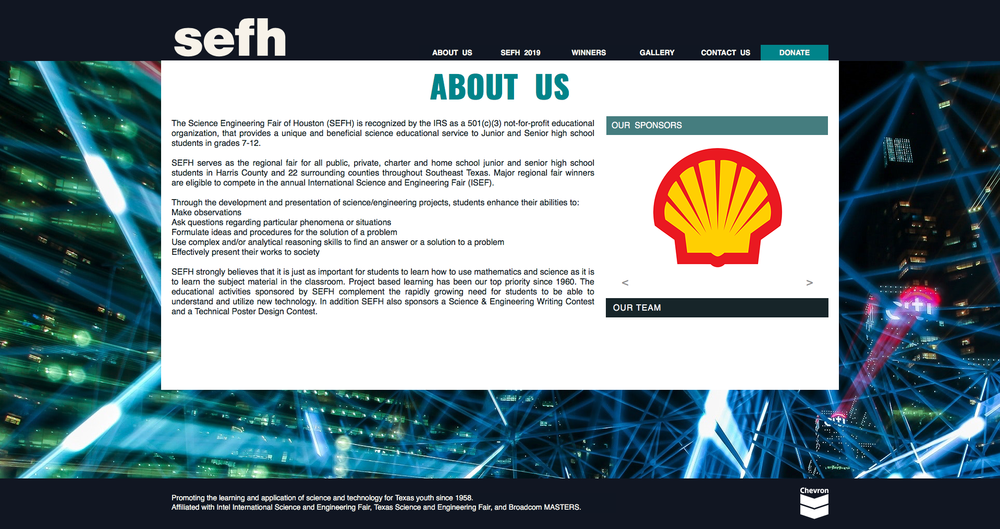 sefh
ABOUT US
SEFH 2019
WINNERS
GALLERY
CONTACT US
DONATE
ABOUT US
The Science Engineering Fair of Houston (SEFH) is recognized by the IRS as a 501(c)(3) not-for-profit educational
organization, that provides a unique and beneficial science educational service to Junior and Senior high school
students in grades 7-12.
SEFH serves as the regional fair for all public, private, charter and home school junior and senior high school
students in Harris County and 22 surrounding counties throughout Southeast Texas. Major regional fair winners
are eligible to compete in the annual International Science and Engineering Fair (ISEF).
Through the development and presentation of science/engineering projects, students enhance their abilities to:
Make observations
Ask questions regarding particular phenomena or situations
Formulate ideas and procedures for the solution of a problem
Use complex and/or analytical reasoning skills to find an answer or a solution to a problem
Effectively present their works to society
SEFH strongly believes that it is just as important for students to learn how to use mathematics and science as it is
to learn the subject material in the classroom. Project based learning has been our top priority since 1960. The
educational activities sponsored by SEFH complement the rapidly growing need for students to be able to
understand and utilize new technology. In addition SEFH also sponsors a Science & Engineering Writing Contest
and a Technical Poster Design Contest.
OUR SPONSORS
< >
OUR TEAM
citi
citi
Promoting the learning and application of science and technology for Texas youth since 1958.
Affiliated with Intel International Science and Engineering Fair, Texas Science and Engineering Fair, and Broadcom MASTERS.
Chevron